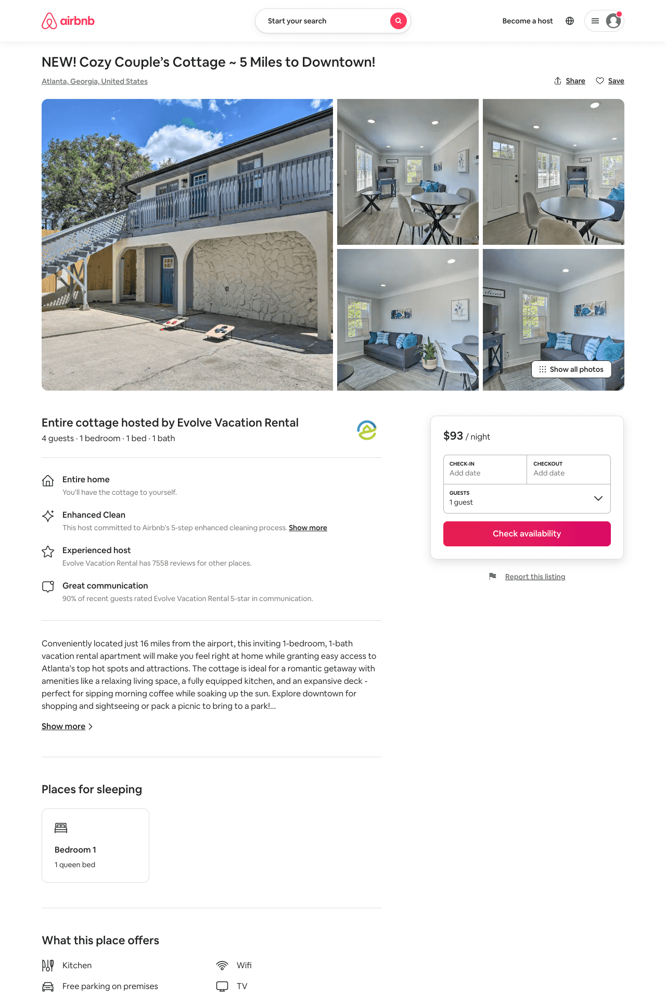 airbnb
Start your search
Become a host
NEW! Cozy Couple’s Cottage ~ 5 Miles to Downtown!
Atlanta, Georgia, United States
Share
Save
welcome
Show all photos
Entire cottage hosted by Evolve Vacation Rental
4 guests · 1 bedroom · 1 bed · 1 bath
$93 / night
CHECK-IN
Add date
CHECKOUT
Add date
GUESTS
1 guest
Check availability
Report this listing
Entire home
You’ll have the cottage to yourself.
Enhanced Clean
This host committed to Airbnb's 5-step enhanced cleaning process. Show more
Experienced host
Evolve Vacation Rental has 7558 reviews for other places.
Great communication
90% of recent guests rated Evolve Vacation Rental 5-star in communication.
Conveniently located just 16 miles from the airport, this inviting 1-bedroom, 1-bath
vacation rental apartment will make you feel right at home while granting easy access to
Atlanta’s top hot spots and attractions. The cottage is ideal for a romantic getaway with
amenities like a relaxing living space, a fully equipped kitchen, and an expansive deck -
perfect for sipping morning coffee while soaking up the sun. Explore downtown for
shopping and sightseeing or pack a picnic to bring to a park!...
Show more
Places for sleeping
Bedroom 1
1 queen bed
What this place offers
Kitchen
Wifi
Free parking on premises
TV